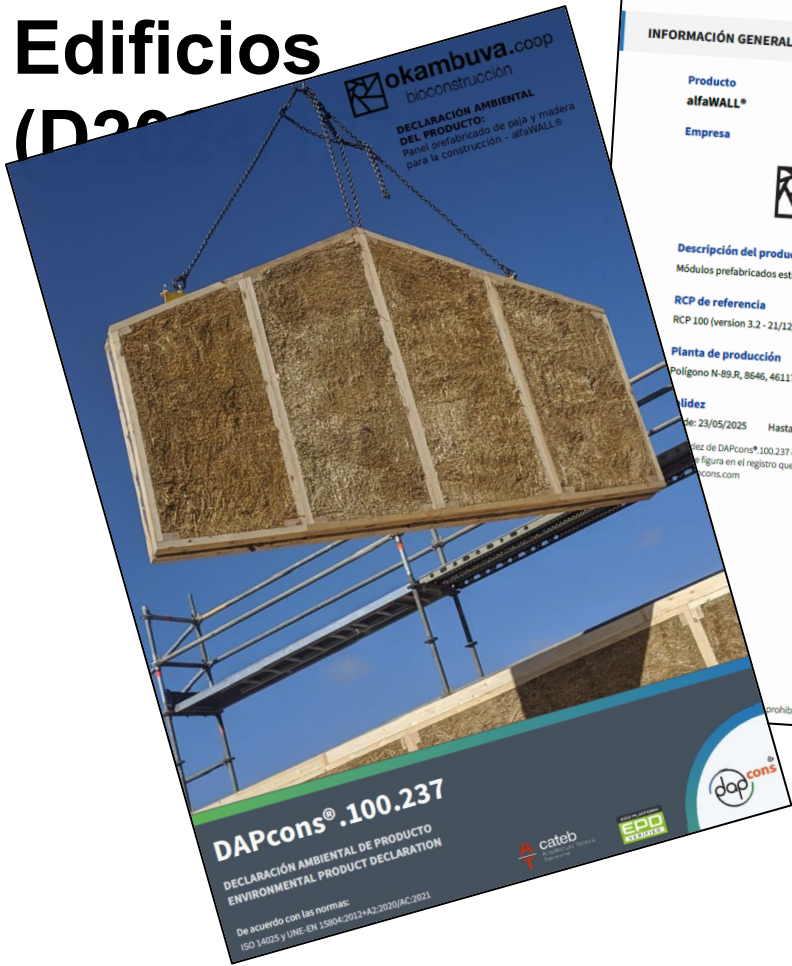 Edificios
okambuva.coop
bioconstrucción
DECLARACIÓN AMBIENTAL
DEL PRODUCTO:
Panel prefabricado de paja y madera
para la construcción – alfaWALL®
DAPcons®.100.237
DECLARACIÓN AMBIENTAL DE PRODUCTO
ENVIRONMENTAL PRODUCT DECLARATION
De acuerdo con las normas:
ISO 14025 y UNE-EN 15804:2012+A2:2020/AC:2021
cateb
EPD
VERIFIED
dap cons®
INFORMACIÓN GENERAL
Producto
alfaWALL®
Empresa
Descripción del produ
Módulos prefabricados est
RCP de referencia
RCP 100 (version 3.2 - 21/12
Planta de producción
Polígono N-89.R, 8646, 4611
lidez
de: 23/05/2025 Hasta
dez de DAPcons®.100.237
e figura en el registro que
pcons.com
prohib